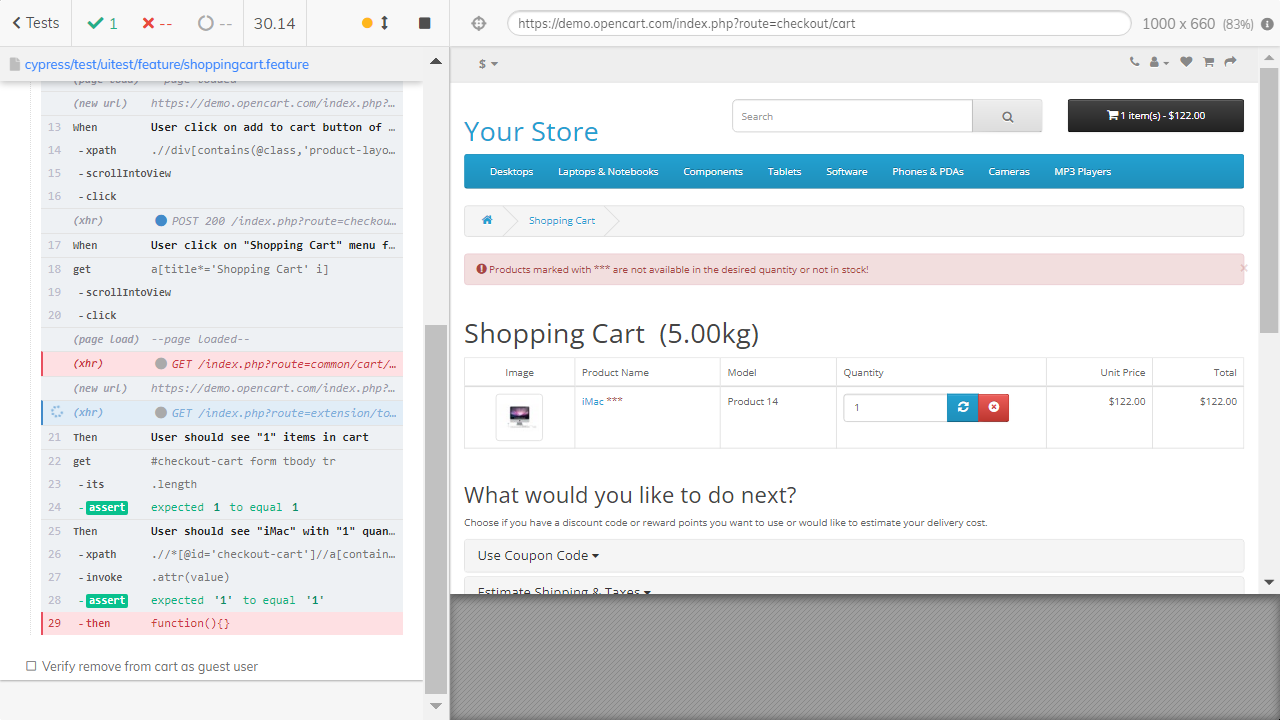 Tests
1
--
--
30.14
https://demo.opencart.com/index.php?route=checkout/cart
1000 x 660 (83%)
cypress/test/uitest/feature/shoppingcart.feature
(page load) --page loaded--
(new url) https://demo.opencart.com/index.php?…
13 When User click on add to cart button of …
14 -xpath .//div[contains(@class,'product-layo…
15 -scrollIntoView
16 -click
(xhr) POST 200 /index.php?route=checkou…
17 When User click on "Shopping Cart" menu f…
18 get a[title*='Shopping Cart' i]
19 -scrollIntoView
20 -click
(page load) --page loaded--
(xhr) GET /index.php?route=common/cart/…
(new url) https://demo.opencart.com/index.php?…
(xhr) GET /index.php?route=extension/to…
21 Then User should see "1" items in cart
22 get #checkout-cart form tbody tr
23 -its .length
24 -assert expected 1 to equal 1
25 Then User should see "iMac" with "1" quan…
26 -xpath .//*[@id='checkout-cart']//a[contain…
27 -invoke .attr(value)
28 -assert expected '1' to equal '1'
29 -then function(){}
Verify remove from cart as guest user
$
Your Store
Search
1 item(s) - $122.00
Desktops Laptops & Notebooks Components Tablets Software Phones & PDAs Cameras MP3 Players
Shopping Cart
Products marked with *** are not available in the desired quantity or not in stock!
×
Shopping Cart (5.00kg)
Image Product Name Model Quantity Unit Price Total
iMac *** Product 14 1 $122.00 $122.00
What would you like to do next?
Choose if you have a discount code or reward points you want to use or would like to estimate your delivery cost.
Use Coupon Code
Estimate Shipping & Taxes